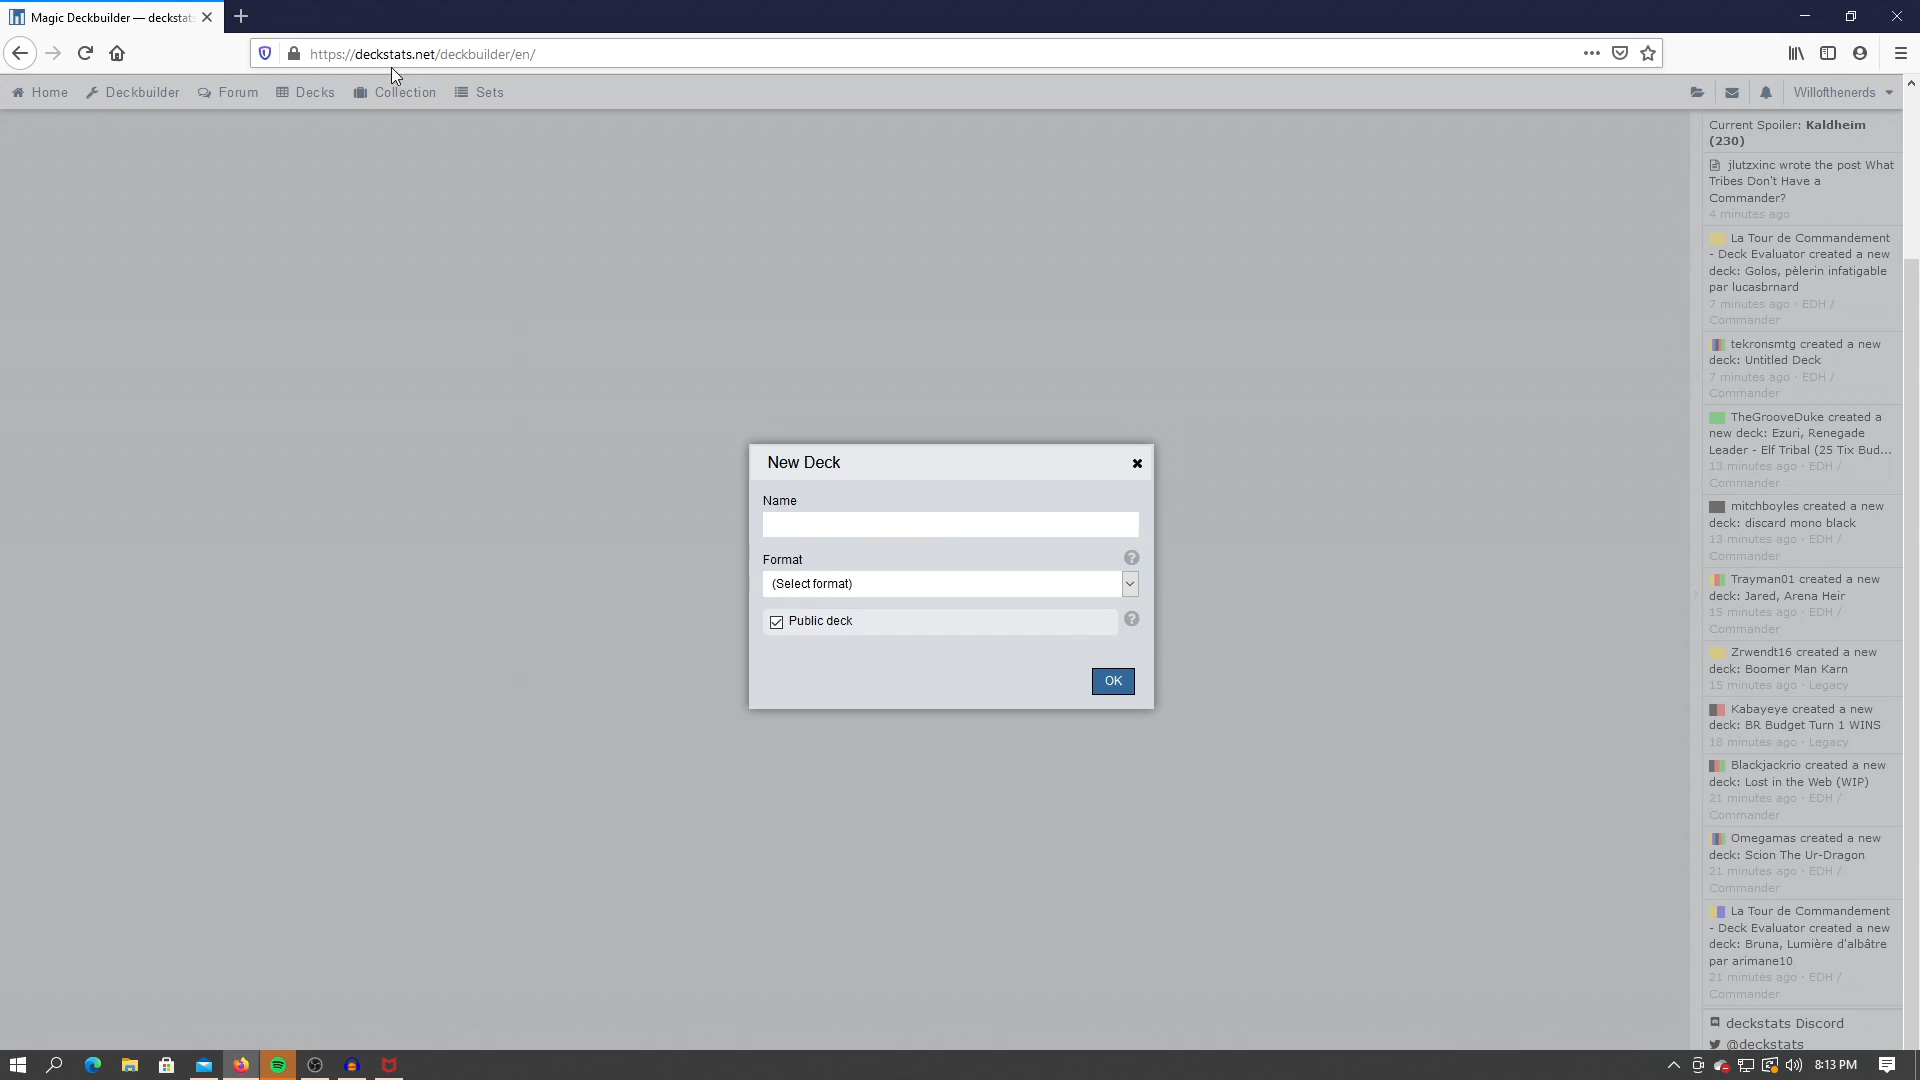 Magic Deckbuilder — deckstats
https://deckstats.net/deckbuilder/en/
Home Deckbuilder Forum Decks Collection Sets Willofthenerds
Current Spoiler: Kaldheim
(230)
jlutzxinc wrote the post What
Tribes Don't Have a
Commander?
4 minutes ago
La Tour de Commandement
- Deck Evaluator created a new
deck: Golos, pèlerin infatigable
par lucasbrnard
7 minutes ago · EDH /
Commander
tekronsmtg created a new
deck: Untitled Deck
7 minutes ago · EDH /
Commander
TheGrooveDuke created a
new deck: Ezuri, Renegade
Leader - Elf Tribal (25 Tix Bud...
13 minutes ago · EDH /
Commander
mitchboyles created a new
deck: discard mono black
13 minutes ago · EDH /
Commander
Trayman01 created a new
deck: Jared, Arena Heir
15 minutes ago · EDH /
Commander
Zrwendt16 created a new
deck: Boomer Man Karn
15 minutes ago · Legacy
Kabayeye created a new
deck: BR Budget Turn 1 WINS
18 minutes ago · Legacy
Blackjackrio created a new
deck: Lost in the Web (WIP)
21 minutes ago · EDH /
Commander
Omegamas created a new
deck: Scion The Ur-Dragon
21 minutes ago · EDH /
Commander
La Tour de Commandement
- Deck Evaluator created a new
deck: Bruna, Lumière d'albâtre
par arimane10
21 minutes ago · EDH /
Commander
deckstats Discord
@deckstats
New Deck
Name
Format
(Select format)
Public deck
OK
8:13 PM